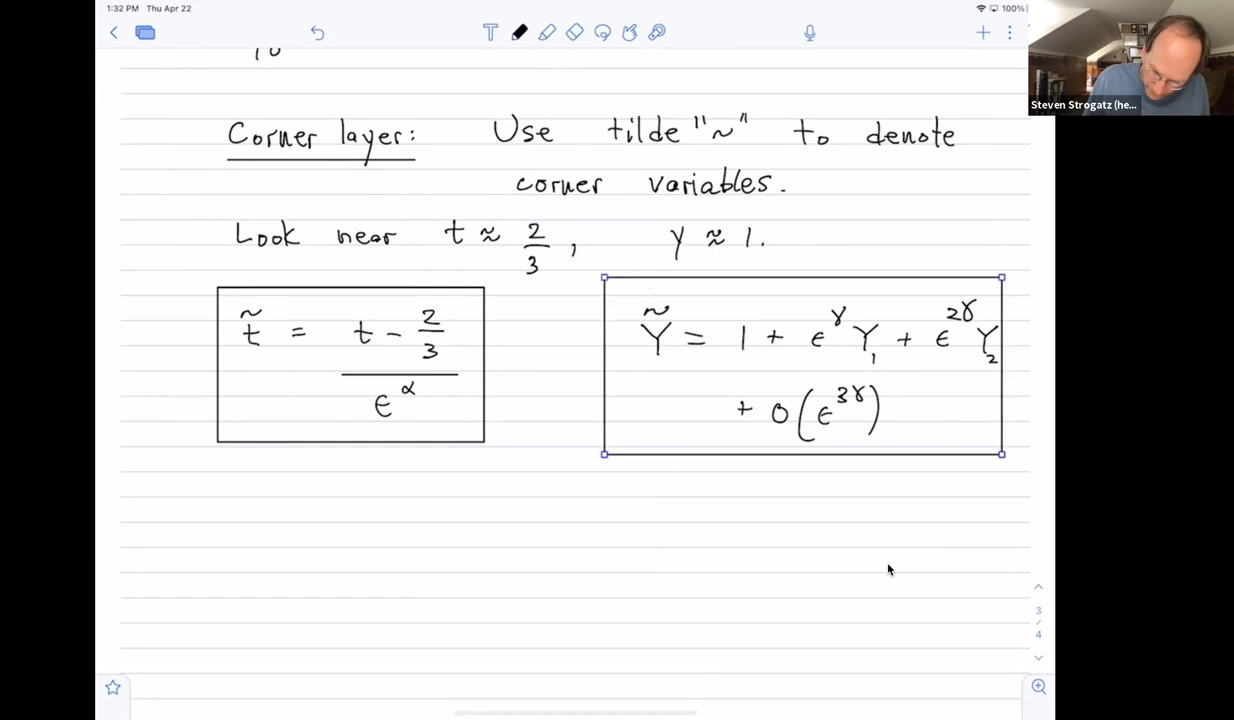 1:32 PM Thu Apr 22
100%
Steven Strogatz (he...
Corner layer: Use tilde "~" to denote
corner variables.
Look near t ≈ 2/3, y ≈ 1.
t̃ = (t - 2/3) / ϵ^α
Ỹ = 1 + ϵ^γ Y₁ + ϵ^{2γ} Y₂
+ O(ϵ^{3γ})
3
/
4